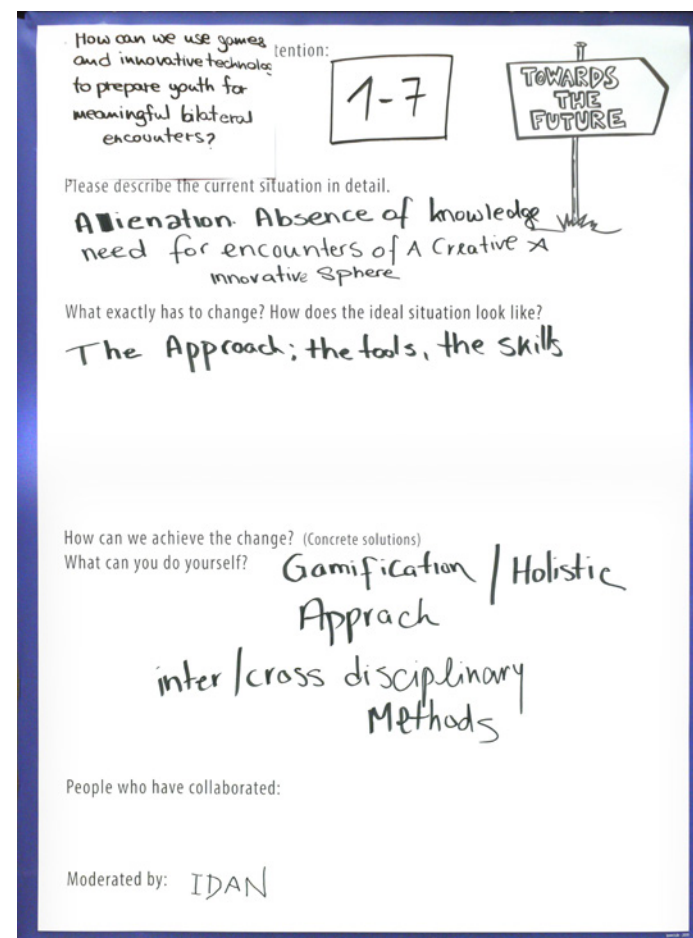 How can we use games
and innovative technolog
to prepare youth for
meaningful bilateral
encounters?
tention:
1-7
TOWARDS
THE
FUTURE
Please describe the current situation in detail.
Alienation. Absence of knowledge
need for encounters of A Creative A
innovative Sphere
What exactly has to change? How does the ideal situation look like?
The Approach; the tools, the skills
How can we achieve the change? (Concrete solutions)
What can you do yourself? Gamification / Holistic
Apprach
inter/cross disciplinary
Methods
People who have collaborated:
Moderated by: IDAN